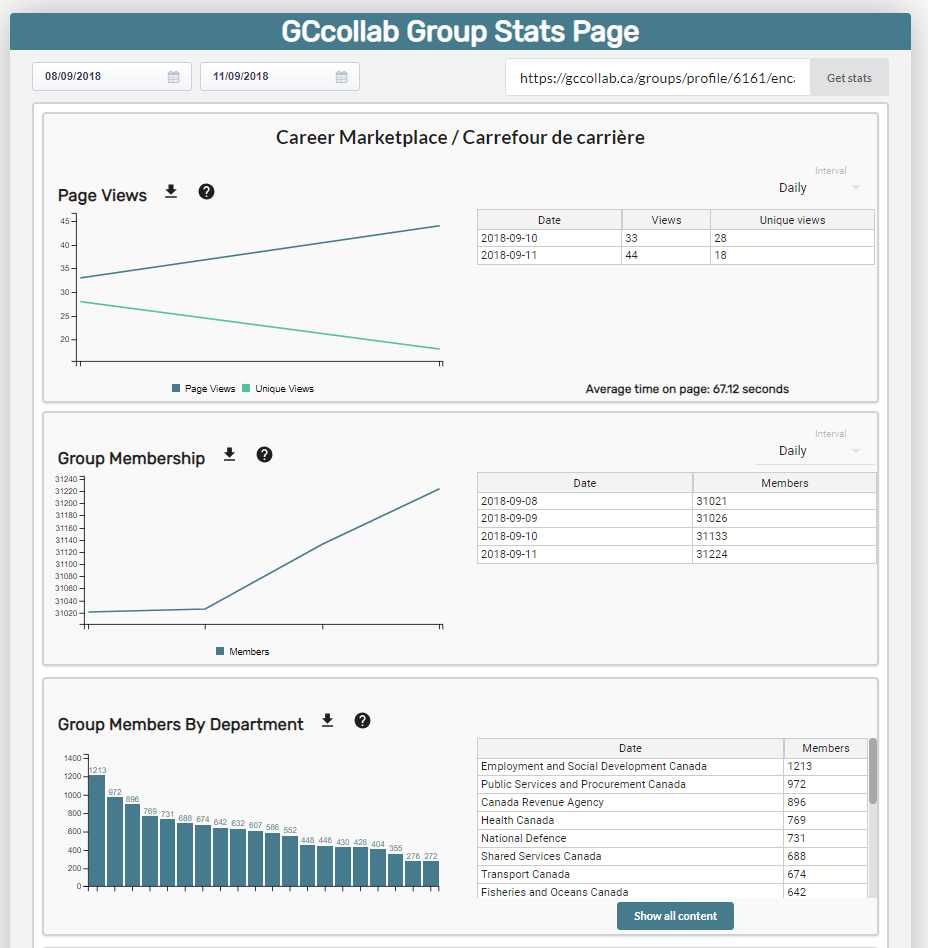 GCcollab Group Stats Page
08/09/2018 11/09/2018 https://gccollab.ca/groups/profile/6161/enca Get stats
Career Marketplace / Carrefour de carrière
Interval
Page Views ? Daily
45
40
35
30
25
20
Date Views Unique views
2018-09-10 33 28
2018-09-11 44 18
Page Views Unique Views
Average time on page: 67.12 seconds
Interval
Group Membership ? Daily
31240
31220
31200
31180
31160
31140
31120
31100
31080
31060
31040
31020
Date Members
2018-09-08 31021
2018-09-09 31026
2018-09-10 31133
2018-09-11 31224
Members
Group Members By Department ?
1400
1200
1000
800
600
400
200
0
1213 972 896 769 731 688 674 642 632 607 586 552 448 446 430 428 404 355 276 272
Date Members
Employment and Social Development Canada 1213
Public Services and Procurement Canada 972
Canada Revenue Agency 896
Health Canada 769
National Defence 731
Shared Services Canada 688
Transport Canada 674
Fisheries and Oceans Canada 642
Show all content